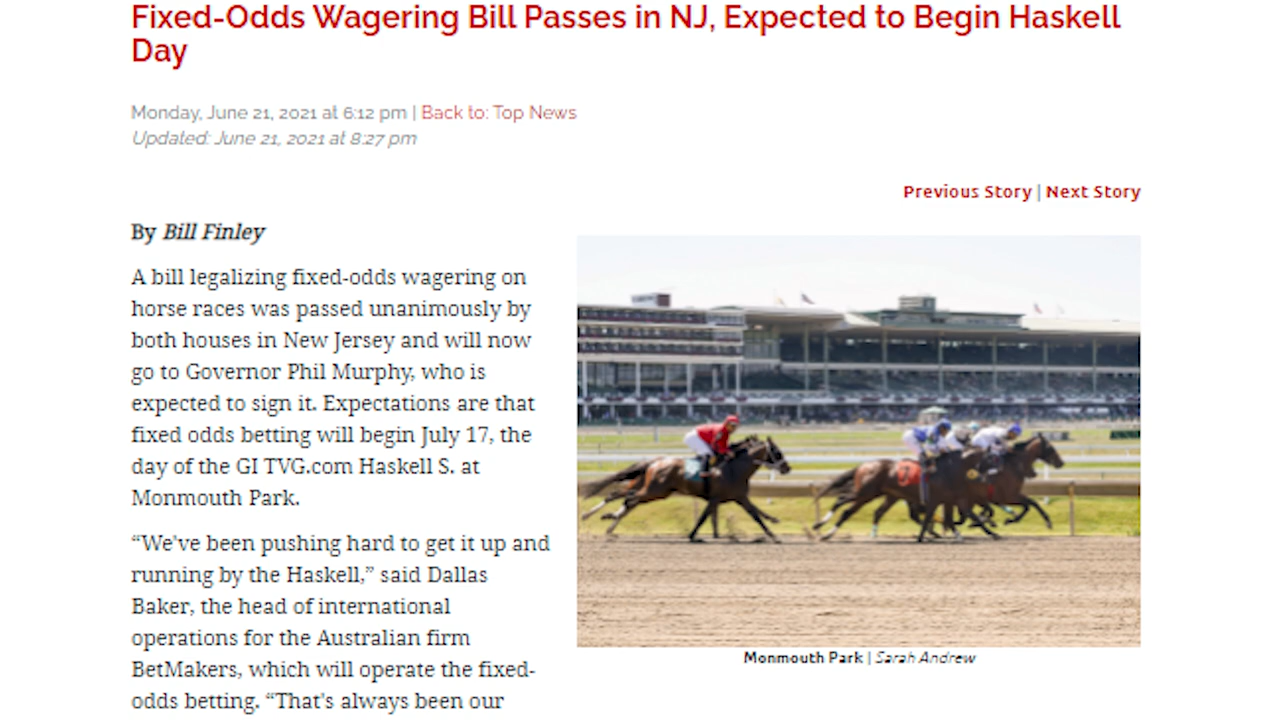 Fixed-Odds Wagering Bill Passes in NJ, Expected to Begin Haskell
Day
Monday, June 21, 2021 at 6:12 pm | Back to: Top News
Updated: June 21, 2021 at 8:27 pm
Previous Story | Next Story
By Bill Finley
A bill legalizing fixed-odds wagering on
horse races was passed unanimously by
both houses in New Jersey and will now
go to Governor Phil Murphy, who is
expected to sign it. Expectations are that
fixed odds betting will begin July 17, the
day of the GI TVG.com Haskell S. at
Monmouth Park.
“We've been pushing hard to get it up and
running by the Haskell,” said Dallas
Baker, the head of international
operations for the Australian firm
BetMakers, which will operate the fixed-
odds betting. “That's always been our
Monmouth Park | Sarah Andrew